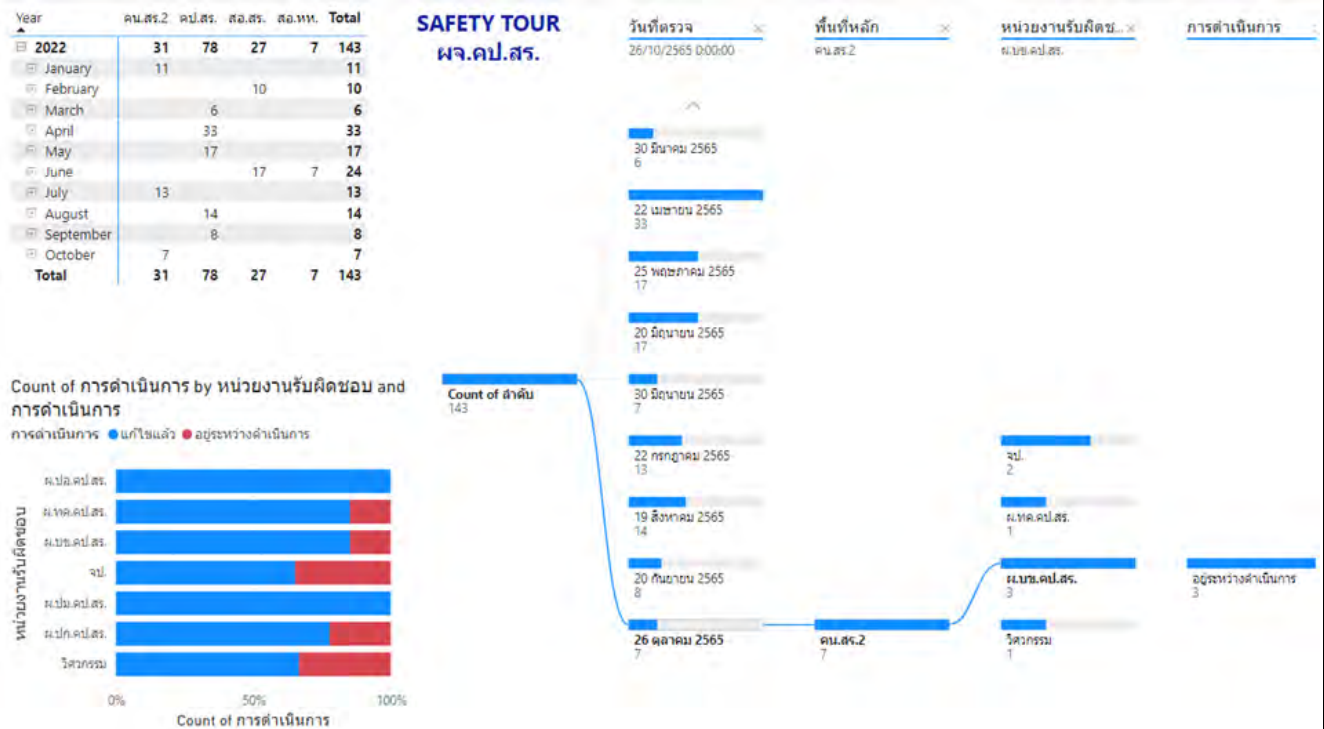 Year คน.สร.2 คป.สร. สอ.สร. สอ.หห. Total
2022 31 78 27 7 143
January 11 11
February 10 10
March 6 6
April 33 33
May 17 17
June 17 7 24
July 13 13
August 14 14
September 8 8
October 7 7
Total 31 78 27 7 143
SAFETY TOUR
ผจ.คป.สร.
วันที่ตรวจ
26/10/2565 0:00:00
พื้นที่หลัก
คน.สร.2
หน่วยงานรับผิดช...
ผ.บข.คป.สร.
การดำเนินการ
30 มีนาคม 2565
6
22 เมษายน 2565
33
25 พฤษภาคม 2565
17
20 มิถุนายน 2565
17
30 มิถุนายน 2565
7
22 กรกฎาคม 2565
13
19 สิงหาคม 2565
14
20 กันยายน 2565
8
26 ตุลาคม 2565
7
Count of ลำดับ
143
คน.สร.2
7
จป.
2
ผ.ทค.คป.สร.
1
ผ.บข.คป.สร.
3
วิศวกรรม
1
อยู่ระหว่างดำเนินการ
3
Count of การดำเนินการ by หน่วยงานรับผิดชอบ and
การดำเนินการ
การดำเนินการ แก้ไขแล้ว อยู่ระหว่างดำเนินการ
หน่วยงานรับผิดชอบ
ผ.ปอ.คป.สร.
ผ.ทค.คป.สร.
ผ.บข.คป.สร.
จป.
ผ.ปม.คป.สร.
ผ.ปก.คป.สร.
วิศวกรรม
0% 50% 100%
Count of การดำเนินการ